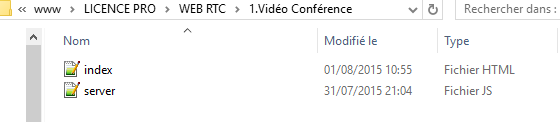 « www > LICENCE PRO > WEB RTC > 1.Vidéo Conférence Rechercher dans :
Nom Modifié le Type
index 01/08/2015 10:55 Fichier HTML
server 31/07/2015 21:04 Fichier JS